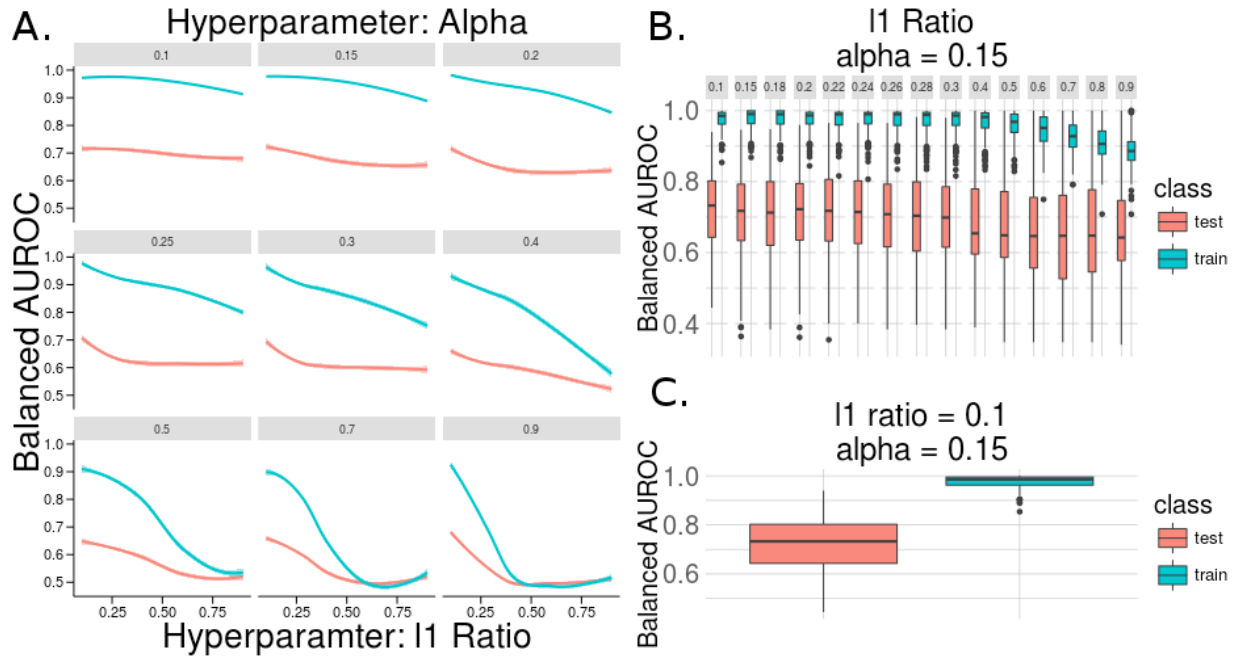 A.
Hyperparameter: Alpha
0.1 0.15 0.2
1.0
0.9
0.8
0.7
0.6
0.5
0.25 0.3 0.4
1.0
0.9
0.8
0.7
0.6
0.5
0.5 0.7 0.9
1.0
0.9
0.8
0.7
0.6
0.5
0.25 0.50 0.75 0.25 0.50 0.75 0.25 0.50 0.75
Balanced AUROC
Hyperparamter: l1 Ratio
B.
l1 Ratio
alpha = 0.15
0.1 0.15 0.18 0.2 0.22 0.24 0.26 0.28 0.3 0.4 0.5 0.6 0.7 0.8 0.9
1.0
0.8
0.6
0.4
Balanced AUROC
class
test
train
C.
l1 ratio = 0.1
alpha = 0.15
1.0
0.8
0.6
Balanced AUROC
class
test
train